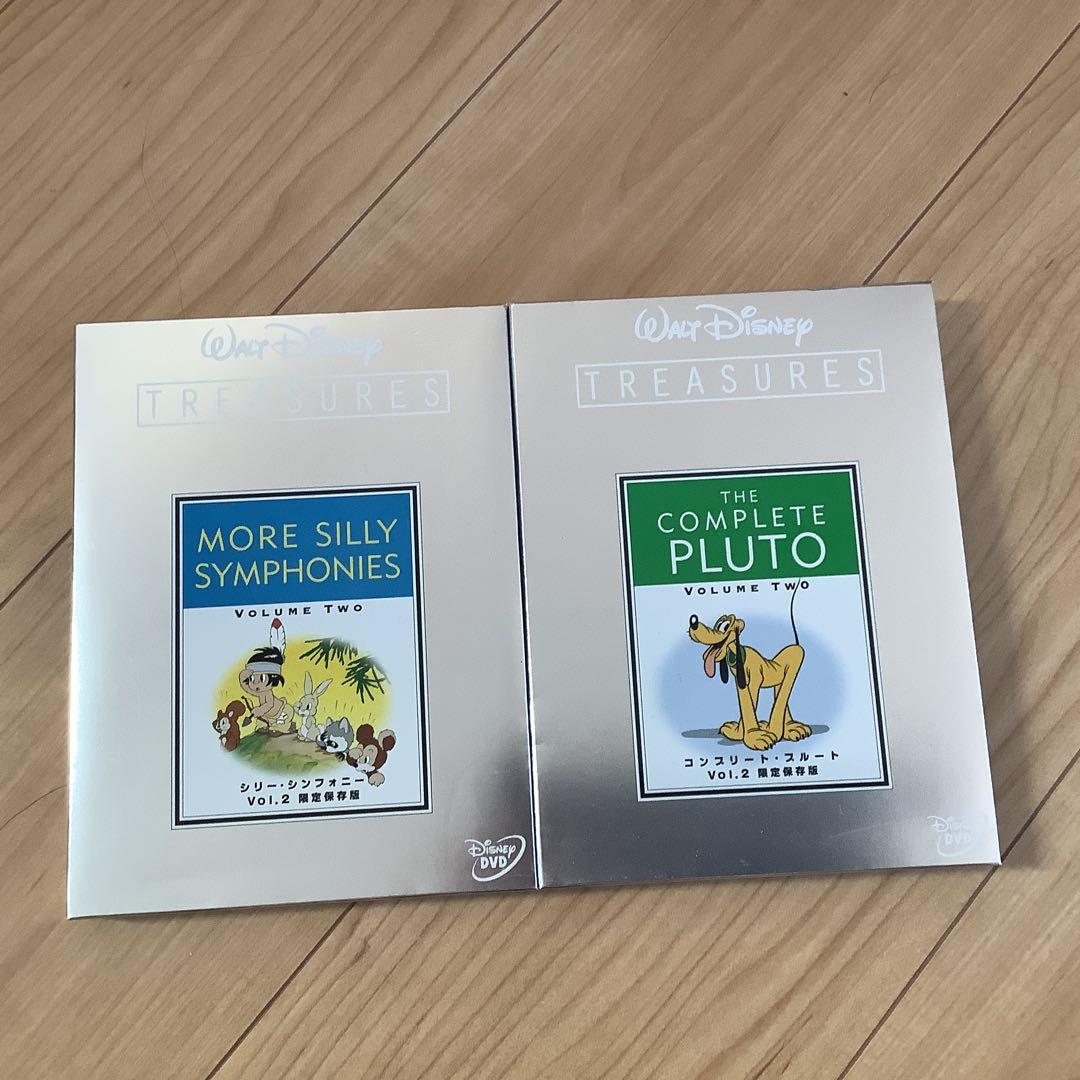 WALT DISNEY
TREASURES
MORE SILLY
SYMPHONIES
VOLUME TWO
シリー・シンフォニー
Vol.2 限定保存版
DISNEY
DVD
WALT DISNEY
TREASURES
THE
COMPLETE
PLUTO
VOLUME TWO
コンプリート・プルート
Vol.2 限定保存版
DISNEY
DVD